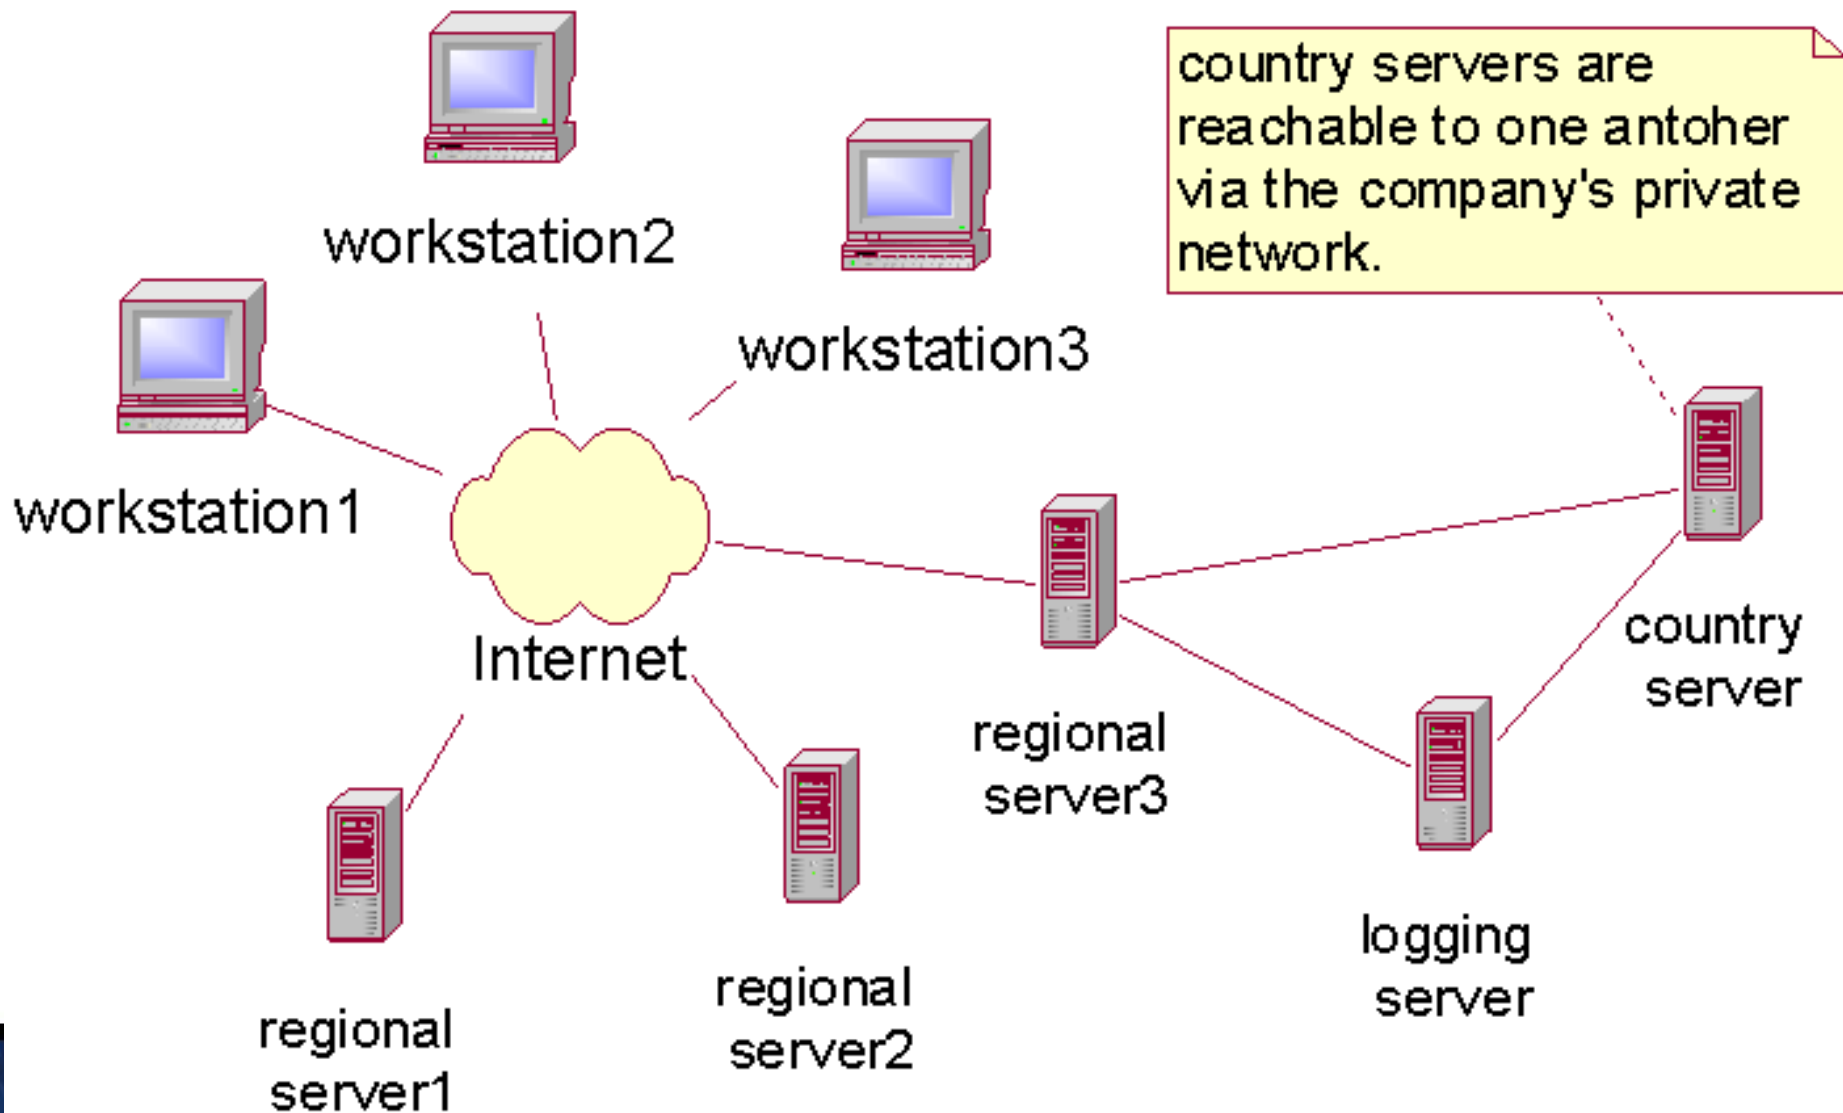 country servers are
reachable to one antoher
via the company's private
network.
workstation2
workstation3
workstation1
Internet
country
server
regional
server3
logging
server
regional
server2
regional
server1